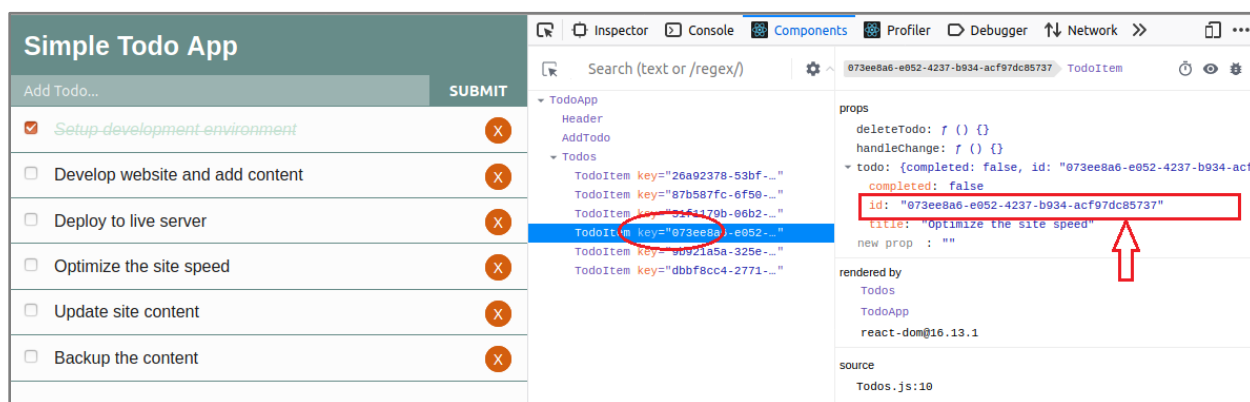 Simple Todo App
Add Todo...
SUBMIT
Setup development environment
X
Develop website and add content
X
Deploy to live server
X
Optimize the site speed
X
Update site content
X
Backup the content
X
Inspector Console Components Profiler Debugger Network
Search (text or /regex/)
TodoApp
Header
AddTodo
Todos
TodoItem key="26a92378-53bf-…"
TodoItem key="87b587fc-6f50-…"
TodoItem key="51f1179b-06b2-…"
TodoItem key="073ee8a6-e052-…"
TodoItem key="9b921a5a-325e-…"
TodoItem key="dbbf8cc4-2771-…"
073ee8a6-e052-4237-b934-acf97dc85737 TodoItem
props
deleteTodo: ƒ () {}
handleChange: ƒ () {}
todo: {completed: false, id: "073ee8a6-e052-4237-b934-acf
completed: false
id: "073ee8a6-e052-4237-b934-acf97dc85737"
title: "Optimize the site speed"
new prop : ""
rendered by
Todos
TodoApp
react-dom@16.13.1
source
Todos.js:10